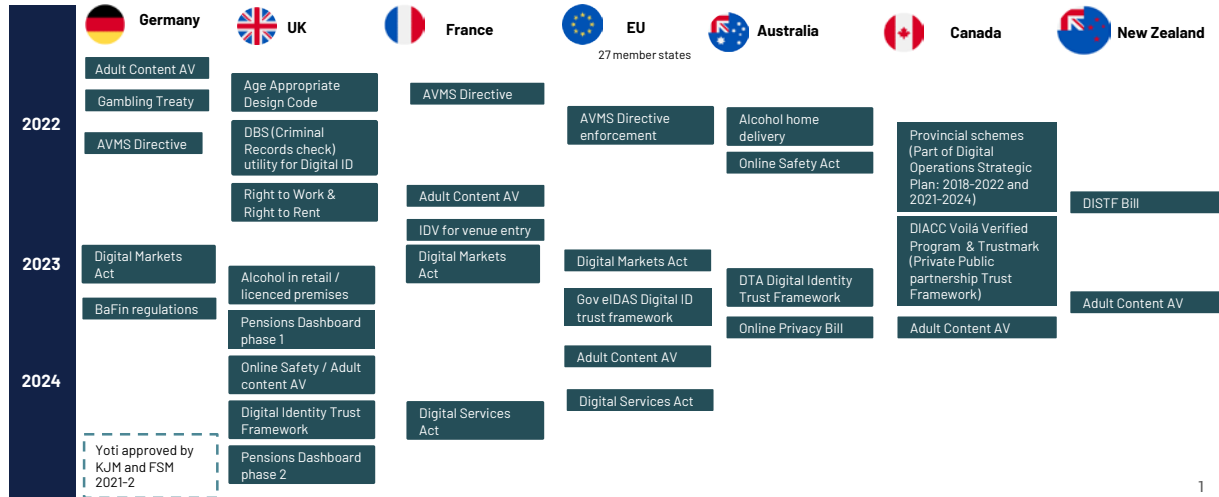 Germany
UK
France
EU
27 member states
Australia
Canada
New Zealand
2022
2023
2024
Adult Content AV
Gambling Treaty
AVMS Directive
Digital Markets
Act
BaFin regulations
Yoti approved by
KJM and FSM
2021-2
Age Appropriate
Design Code
DBS (Criminal
Records check)
utility for Digital ID
Right to Work &
Right to Rent
Alcohol in retail /
licenced premises
Pensions Dashboard
phase 1
Online Safety / Adult
content AV
Digital Identity Trust
Framework
Pensions Dashboard
phase 2
AVMS Directive
Adult Content AV
IDV for venue entry
Digital Markets
Act
Digital Services
Act
AVMS Directive
enforcement
Digital Markets Act
Gov eIDAS Digital ID
trust framework
Adult Content AV
Digital Services Act
Alcohol home
delivery
Online Safety Act
DTA Digital Identity
Trust Framework
Online Privacy Bill
Provincial schemes
(Part of Digital
Operations Strategic
Plan: 2018-2022 and
2021-2024)
DIACC Voilá Verified
Program & Trustmark
(Private Public
partnership Trust
Framework)
Adult Content AV
DISTF Bill
Adult Content AV
1